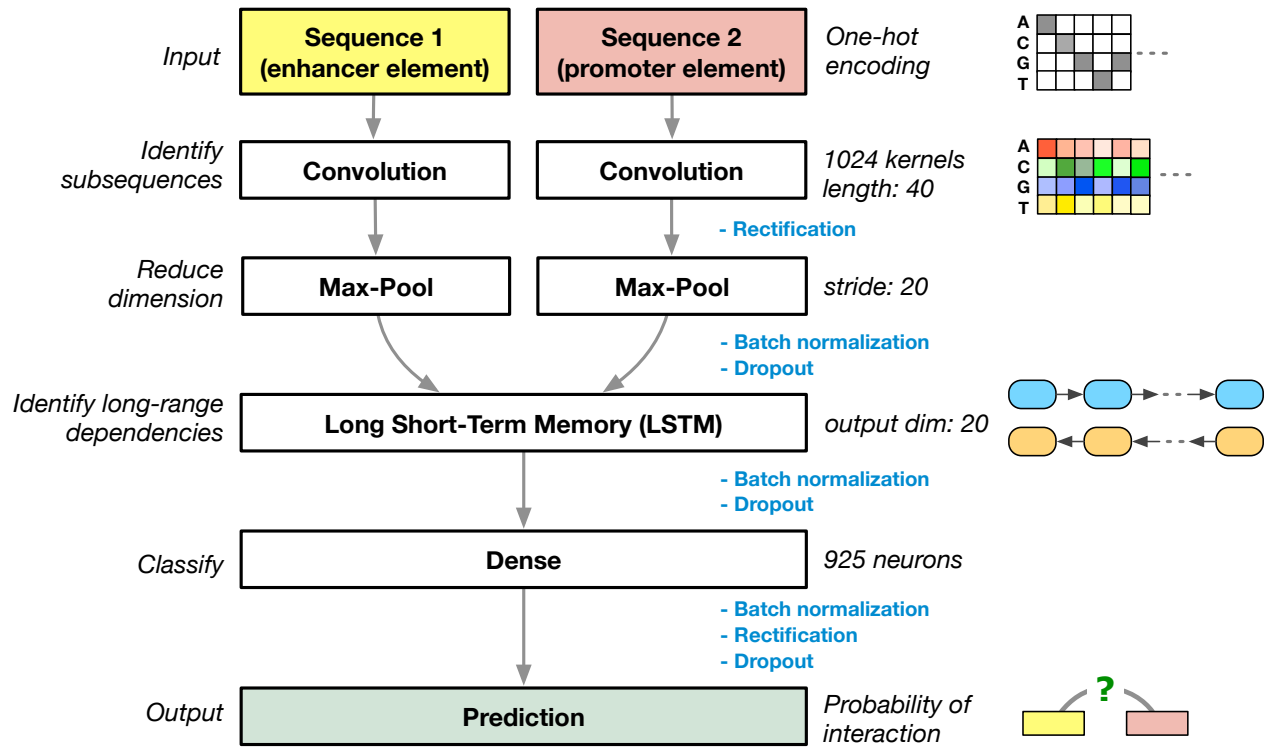 Input
Sequence 1
(enhancer element)
Sequence 2
(promoter element)
One-hot
encoding
A
C
G
T
Identify
subsequences
Convolution
Convolution
1024 kernels
length: 40
A
C
G
T
- Rectification
Reduce
dimension
Max-Pool
Max-Pool
stride: 20
- Batch normalization
- Dropout
Identify long-range
dependencies
Long Short-Term Memory (LSTM)
output dim: 20
- Batch normalization
- Dropout
Classify
Dense
925 neurons
- Batch normalization
- Rectification
- Dropout
Output
Prediction
Probability of
interaction
?